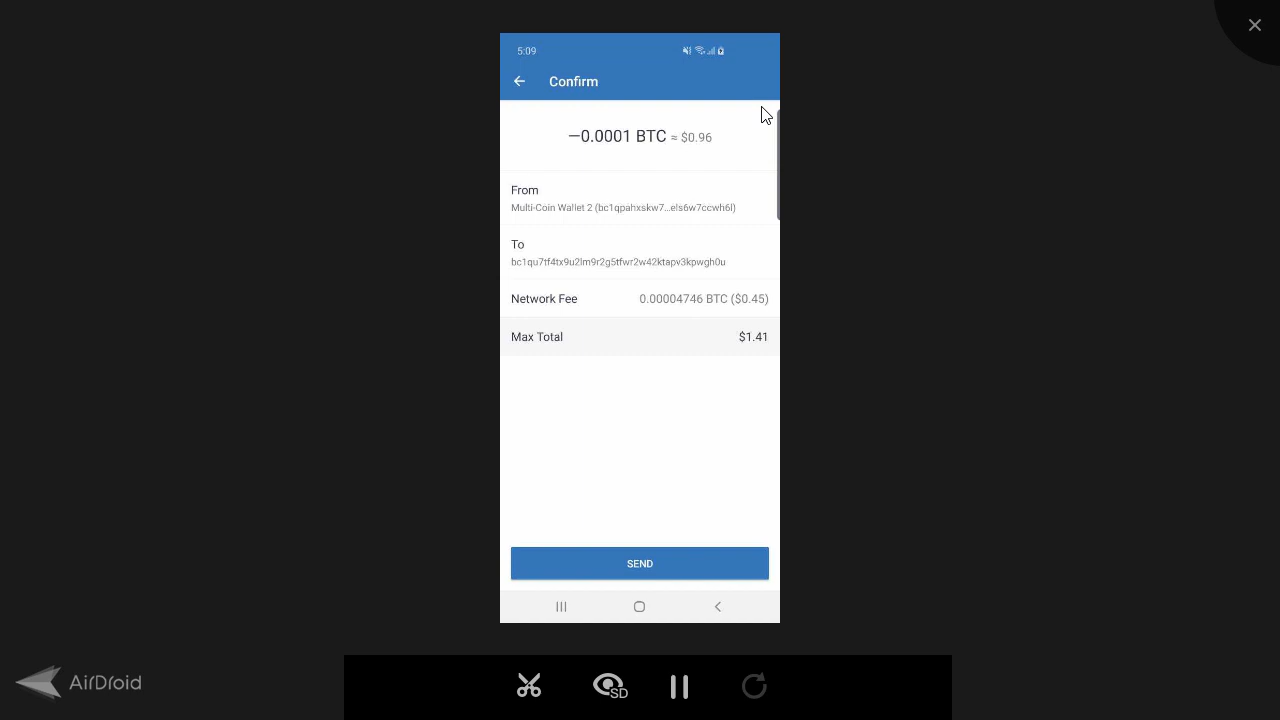 5:09
Confirm
−0.0001 BTC ≈ $0.96
From
Multi-Coin Wallet 2 (bc1qpahxskw7...els6w7ccwh6l)
To
bc1qu7tf4tx9u2lm9r2g5tfwr2w42ktapv3kpwgh0u
Network Fee 0.00004746 BTC ($0.45)
Max Total $1.41
SEND
AirDroid
SD